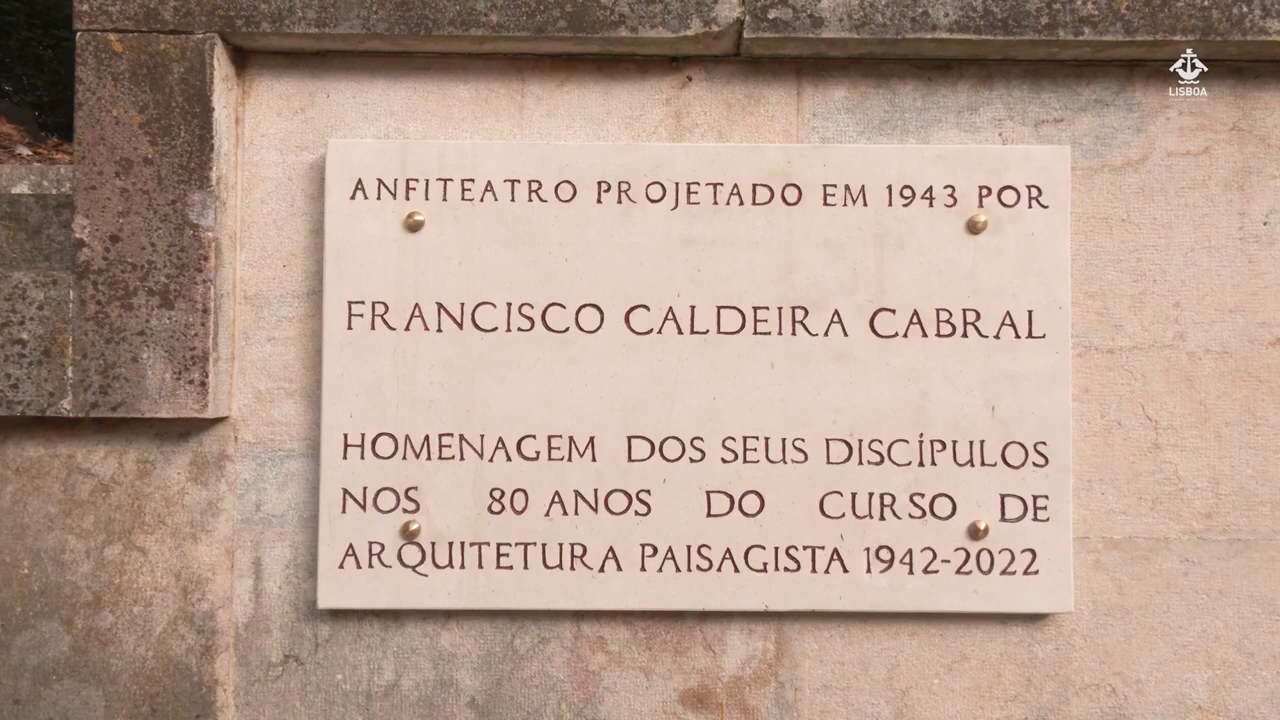 LISBOA
ANFITEATRO PROJETADO EM 1943 POR
FRANCISCO CALDEIRA CABRAL
HOMENAGEM DOS SEUS DISCÍPULOS
NOS 80 ANOS DO CURSO DE
ARQUITETURA PAISAGISTA 1942-2022